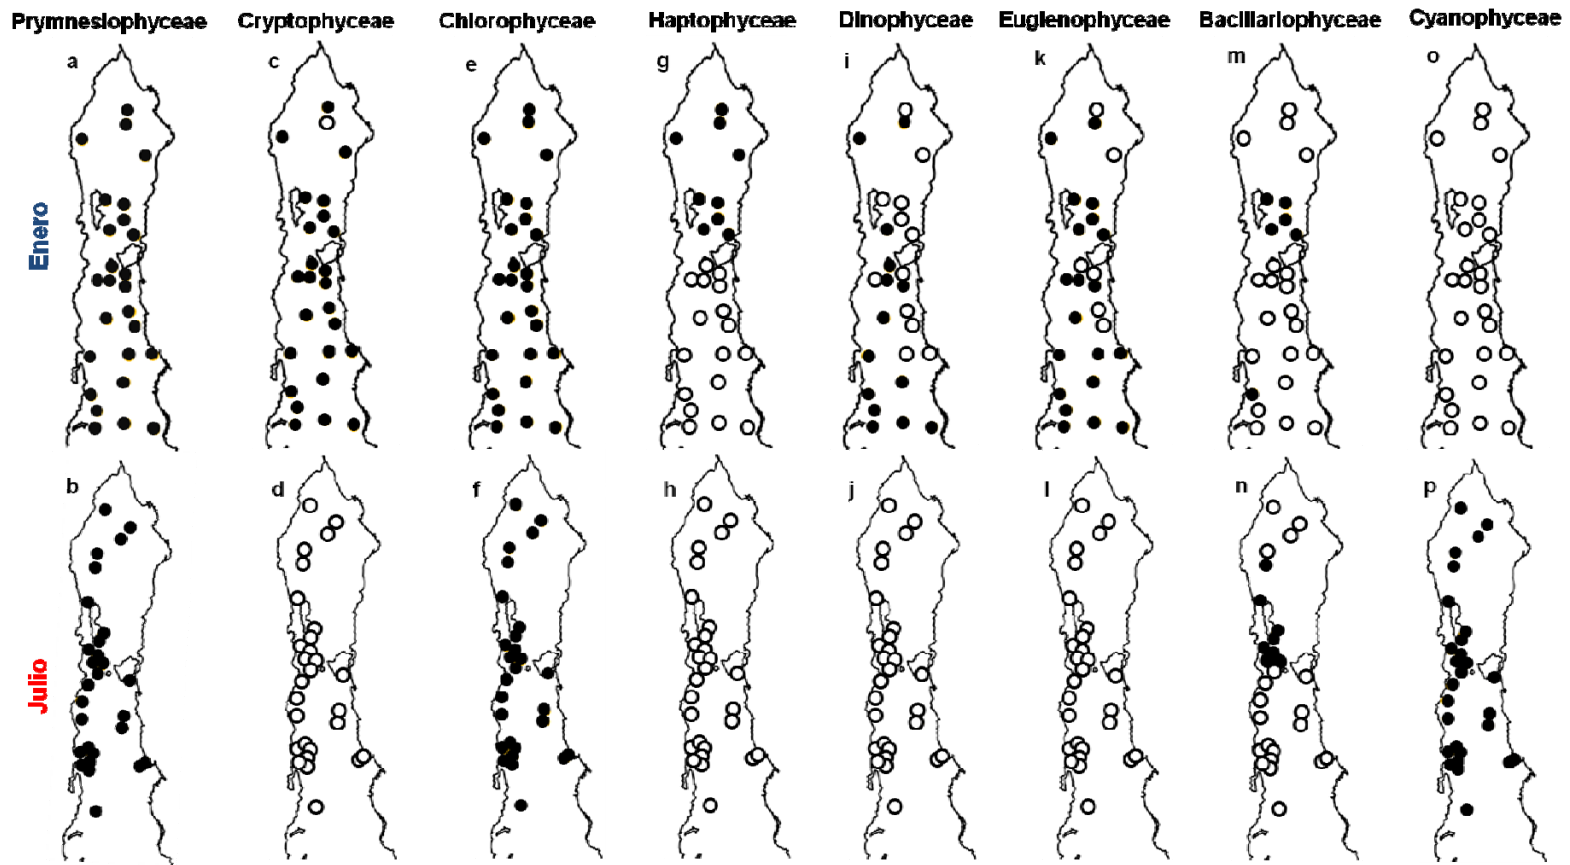 Prymnesiophyceae Cryptophyceae Chlorophyceae Haptophyceae Dinophyceae Euglenophyceae Bacillariophyceae Cyanophyceae
a c e g i k m o
Enero
b d f h j l n p
Julio